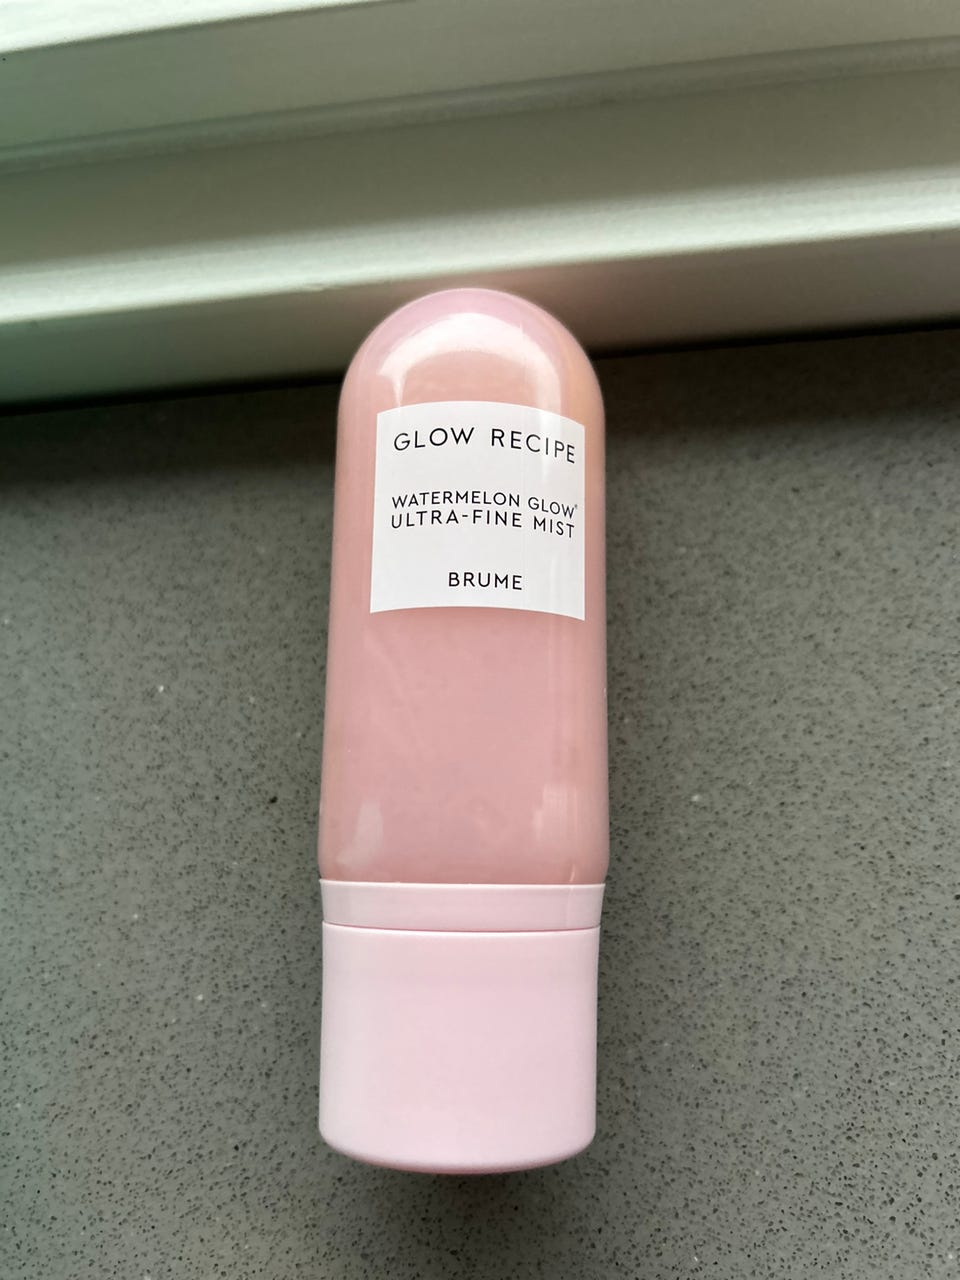 GLOW RECIPE
WATERMELON GLOW®
ULTRA-FINE MIST
BRUME